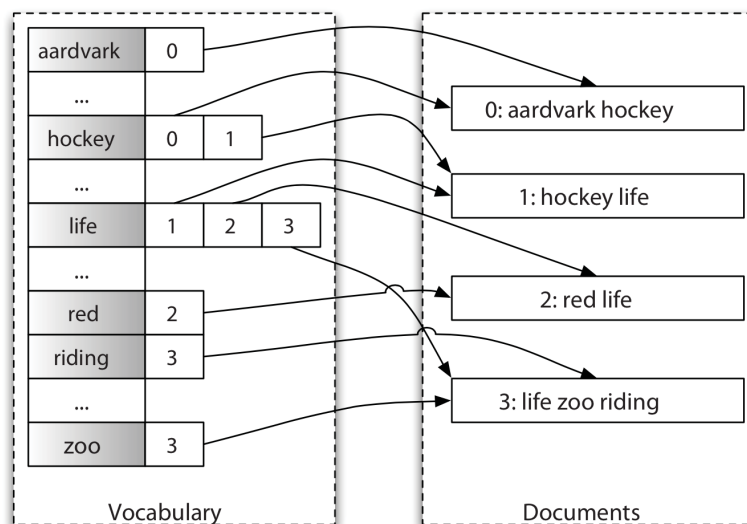 aardvark 0
...
hockey 0 1
...
life 1 2 3
...
red 2
riding 3
...
zoo 3
Vocabulary
0: aardvark hockey
1: hockey life
2: red life
3: life zoo riding
Documents